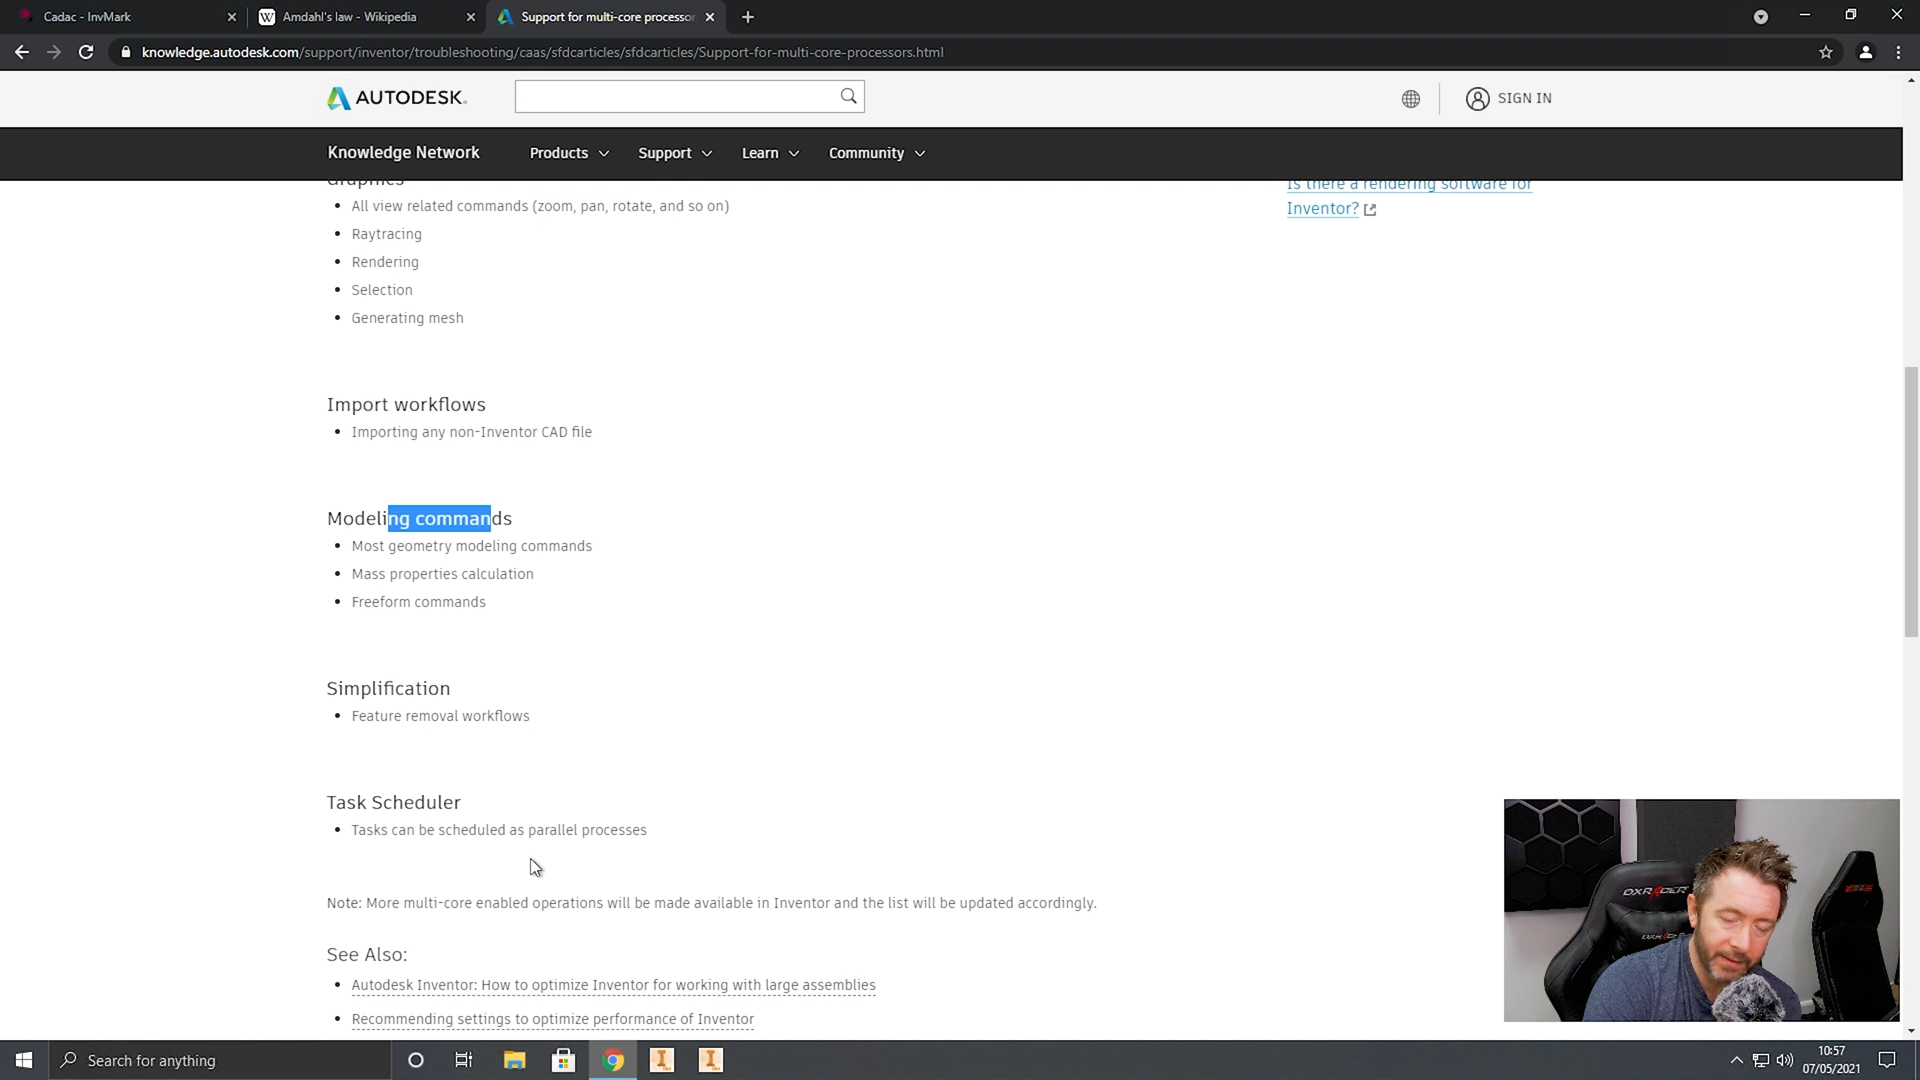 Cadac - InvMark
Amdahl's law - Wikipedia
Support for multi-core processor
knowledge.autodesk.com/support/inventor/troubleshooting/caas/sfdcarticles/sfdcarticles/Support-for-multi-core-processors.html
AUTODESK.
SIGN IN
Knowledge Network
Products
Support
Learn
Community
Graphics
Is there a rendering software for
Inventor?
• All view related commands (zoom, pan, rotate, and so on)
• Raytracing
• Rendering
• Selection
• Generating mesh
Import workflows
• Importing any non-Inventor CAD file
Modeling commands
• Most geometry modeling commands
• Mass properties calculation
• Freeform commands
Simplification
• Feature removal workflows
Task Scheduler
• Tasks can be scheduled as parallel processes
Note: More multi-core enabled operations will be made available in Inventor and the list will be updated accordingly.
See Also:
• Autodesk Inventor: How to optimize Inventor for working with large assemblies
• Recommending settings to optimize performance of Inventor
DXRACER
Search for anything
10:57
07/05/2021